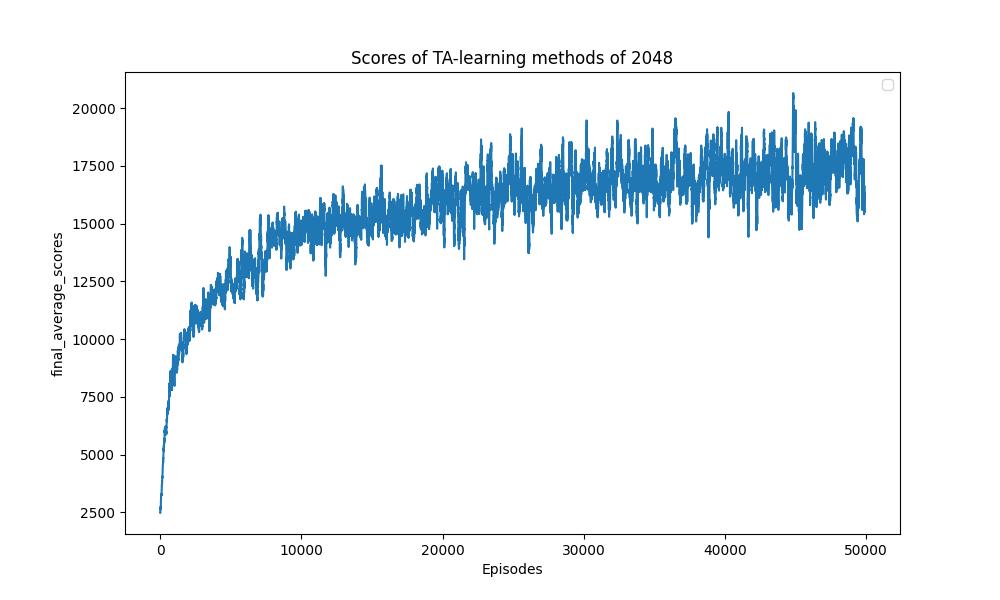 Scores of TA-learning methods of 2048
20000
17500
15000
12500
10000
7500
5000
2500
final_average_scores
0 10000 20000 30000 40000 50000
Episodes